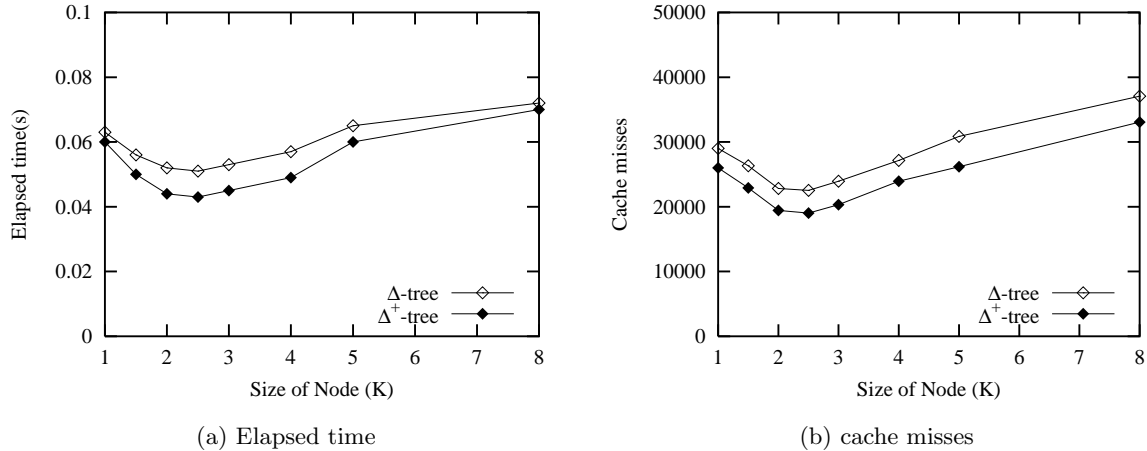 0.1
0.08
0.06
0.04
0.02
0
Elapsed time(s)
1 2 3 4 5 6 7 8
Size of Node (K)
Δ-tree
Δ+-tree
(a) Elapsed time
50000
40000
30000
20000
10000
0
Cache misses
1 2 3 4 5 6 7 8
Size of Node (K)
Δ-tree
Δ+-tree
(b) cache misses